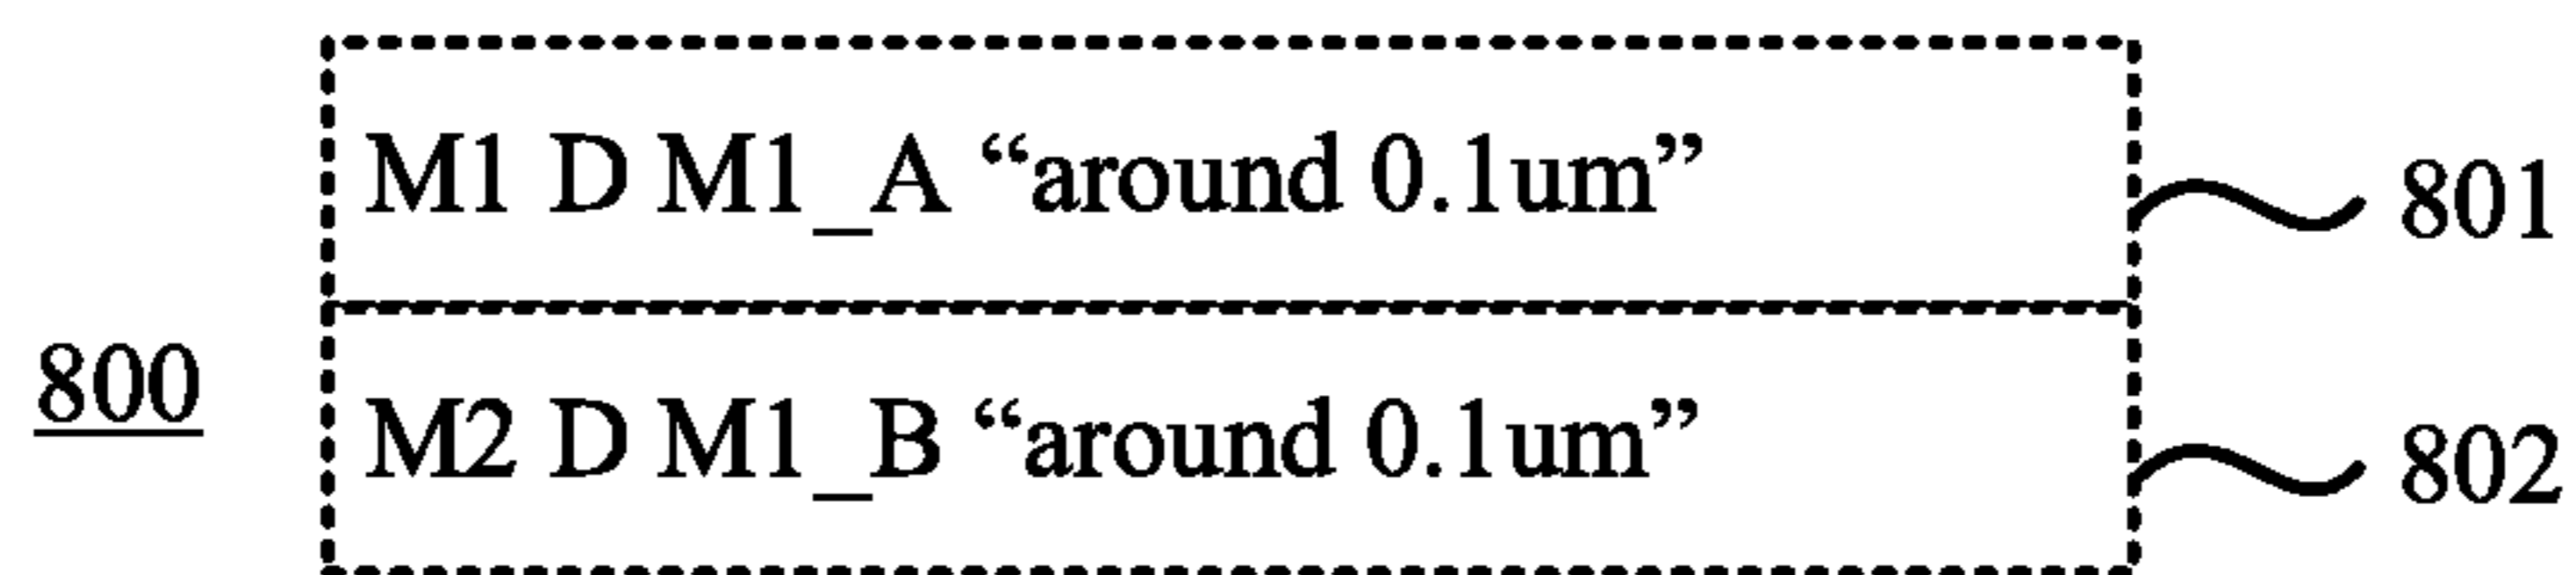 M1 D M1_A “around 0.1um” 801
800
M2 D M1_B “around 0.1um” 802